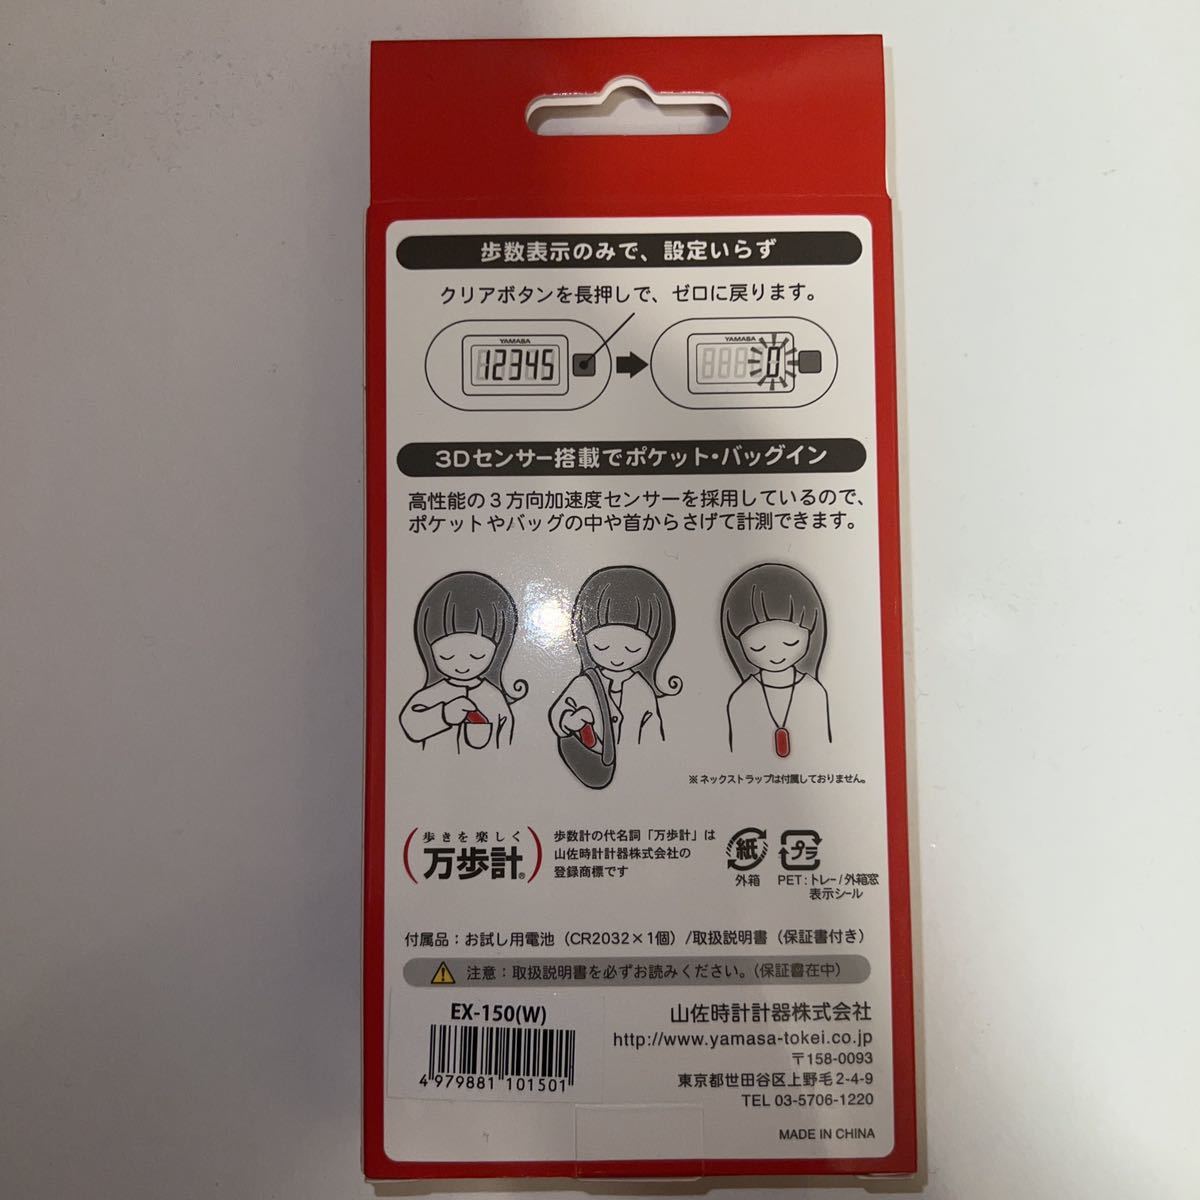 歩数表示のみで、設定いらず
クリアボタンを長押しで、ゼロに戻ります。
YAMASA
12345
YAMASA
0
3Dセンサー搭載でポケット・バッグイン
高性能の3方向加速度センサーを採用しているので、
ポケットやバッグの中や首からさげて計測できます。
※ネックストラップは付属しておりません。
歩きを楽しく
万歩計®
歩数計の代名詞「万歩計」は
山佐時計計器株式会社の
登録商標です
紙
外箱
プラ
PET:トレー/外箱窓
表示シール
付属品:お試し用電池(CR2032×1個)/取扱説明書(保証書付き)
注意:取扱説明書を必ずお読みください。(保証書在中)
EX-150(W)
4 979881 101501
山佐時計計器株式会社
http://www.yamasa-tokei.co.jp
〒158-0093
東京都世田谷区上野毛2-4-9
TEL 03-5706-1220
MADE IN CHINA